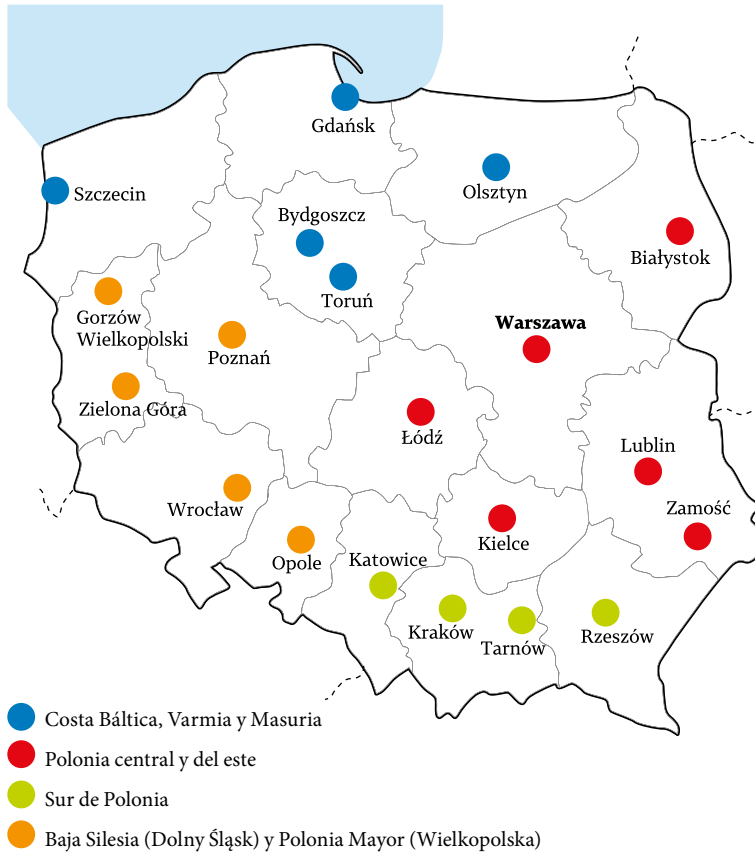 Gdańsk
Szczecin
Olsztyn
Bydgoszcz
Toruń
Białystok
Gorzów
Wielkopolski
Poznań
Warszawa
Zielona Góra
Łódź
Lublin
Wrocław
Zamość
Kielce
Opole
Katowice
Kraków
Tarnów
Rzeszów
Costa Báltica, Varmia y Masuria
Polonia central y del este
Sur de Polonia
Baja Silesia (Dolny Śląsk) y Polonia Mayor (Wielkopolska)